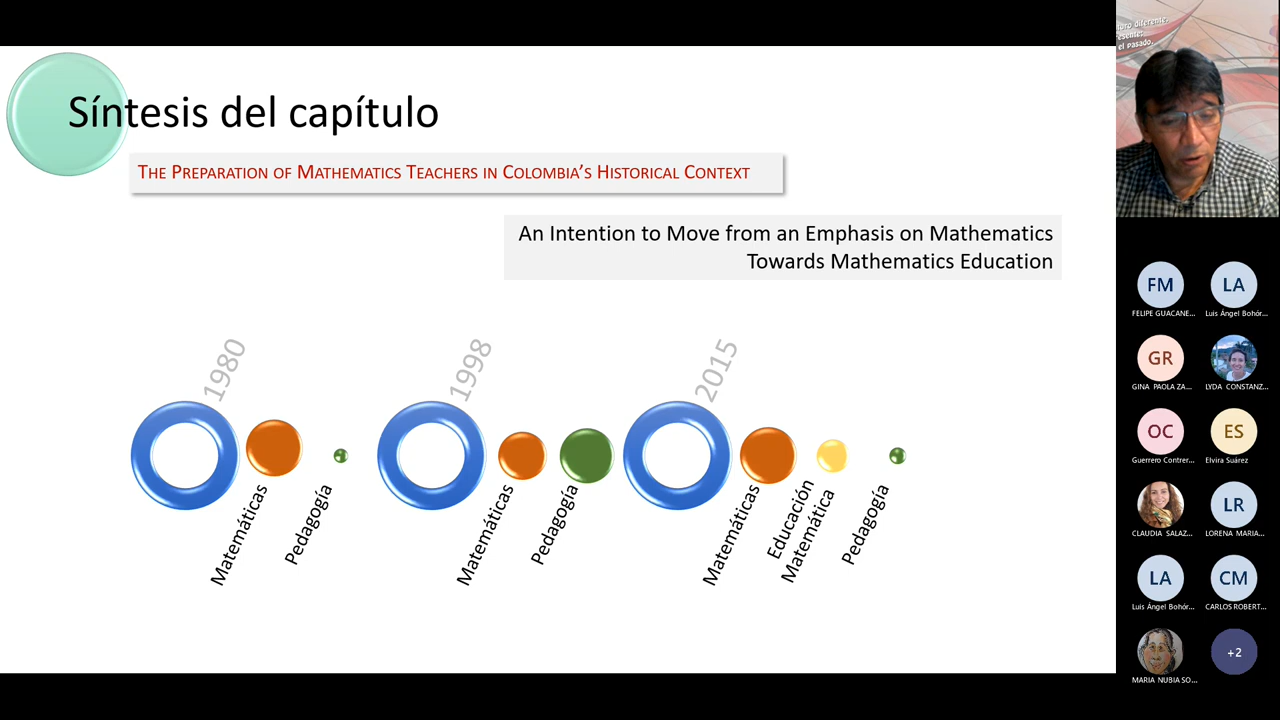 Síntesis del capítulo
THE PREPARATION OF MATHEMATICS TEACHERS IN COLOMBIA'S HISTORICAL CONTEXT
An Intention to Move from an Emphasis on Mathematics
Towards Mathematics Education
1980
Matemáticas
Pedagogía
1998
Matemáticas
Pedagogía
2015
Matemáticas
Educación
Matemática
Pedagogía
diferente.
el Pasado.
FM
FELIPE GUACANE...
LA
Luis Ángel Bohór...
GR
GINA PAOLA ZA...
LYDA CONSTANZ...
OC
Guerrero Contrer...
ES
Elvira Suárez
CLAUDIA SALAZ...
LR
LORENA MARIA...
LA
Luis Ángel Bohór...
CM
CARLOS ROBERT...
MARIA NUBIA SO...
+2